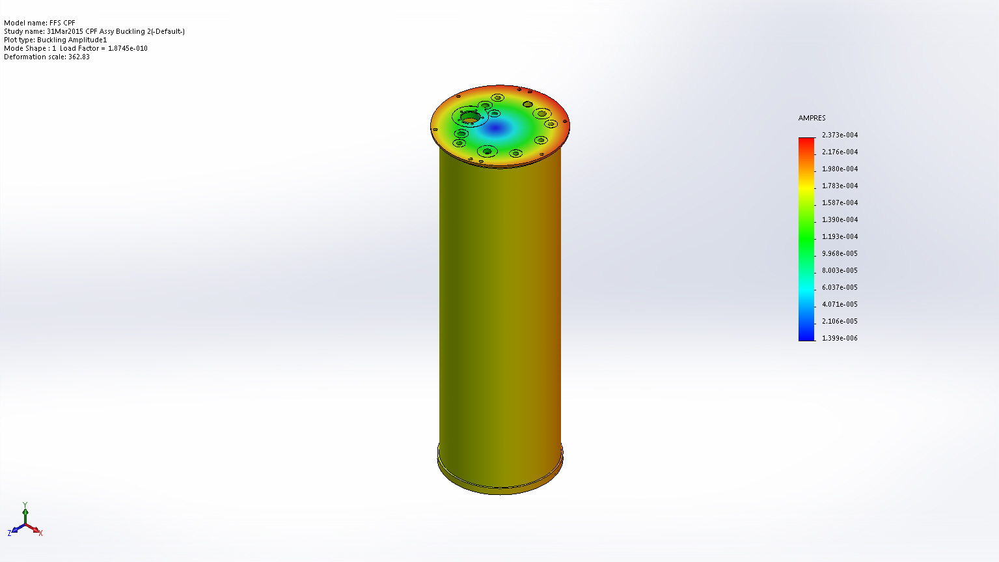 Model name: FFS CPF
Study name: 31Mar2015 CPF Assy Buckling 2(-Default-)
Plot type: Buckling Amplitude1
Mode Shape : 1 Load Factor = 1.8745e-010
Deformation scale: 362.83
AMPRES
2.373e-004
2.176e-004
1.980e-004
1.783e-004
1.587e-004
1.390e-004
1.193e-004
9.968e-005
8.003e-005
6.037e-005
4.071e-005
2.106e-005
1.399e-006
Y
Z
X